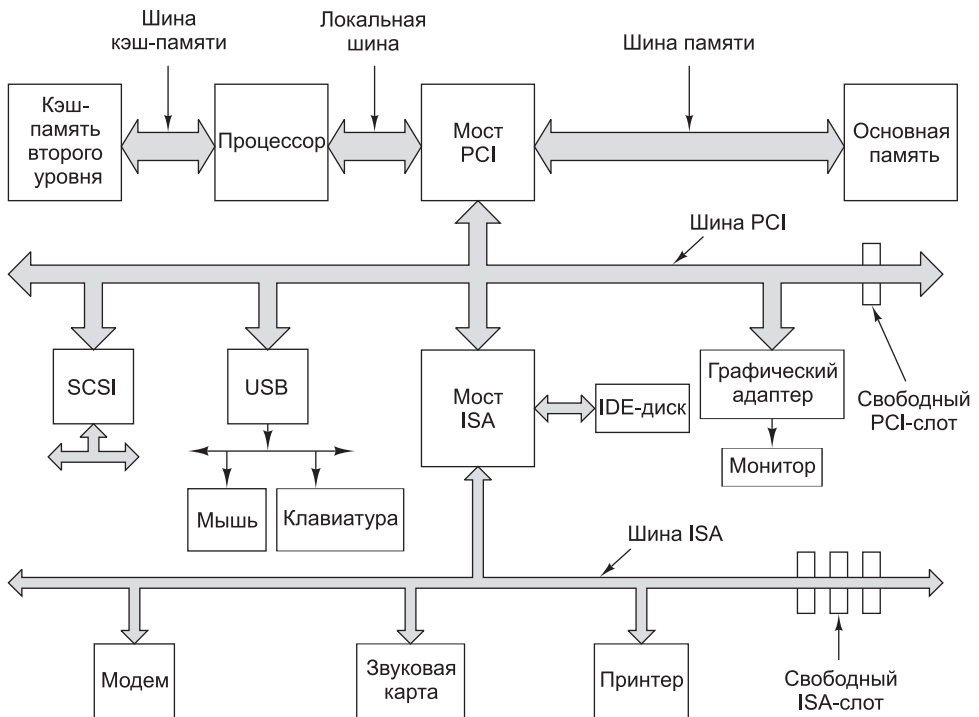 Шина
кэш-памяти
Локальная
шина
Шина памяти
Кэш-
память
второго
уровня
Процессор
Мост
PCI
Основная
память
Шина PCI
SCSI
USB
Мост
ISA
IDE-диск
Графический
адаптер
Свободный
PCI-слот
Монитор
Мышь
Клавиатура
Шина ISA
Модем
Звуковая
карта
Принтер
Свободный
ISA-слот